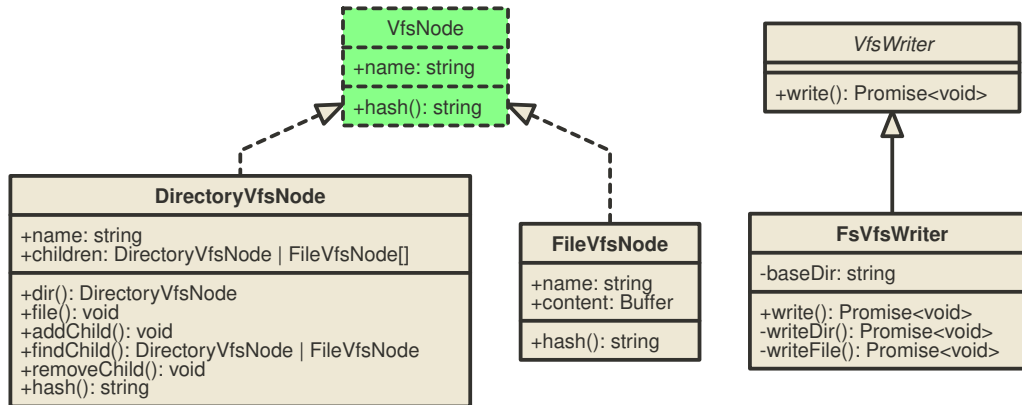 VfsNode
+name: string
+hash(): string
VfsWriter
+write(): Promise<void>
DirectoryVfsNode
+name: string
+children: DirectoryVfsNode | FileVfsNode[]
+dir(): DirectoryVfsNode
+file(): void
+addChild(): void
+findChild(): DirectoryVfsNode | FileVfsNode
+removeChild(): void
+hash(): string
FileVfsNode
+name: string
+content: Buffer
+hash(): string
FsVfsWriter
-baseDir: string
+write(): Promise<void>
-writeDir(): Promise<void>
-writeFile(): Promise<void>